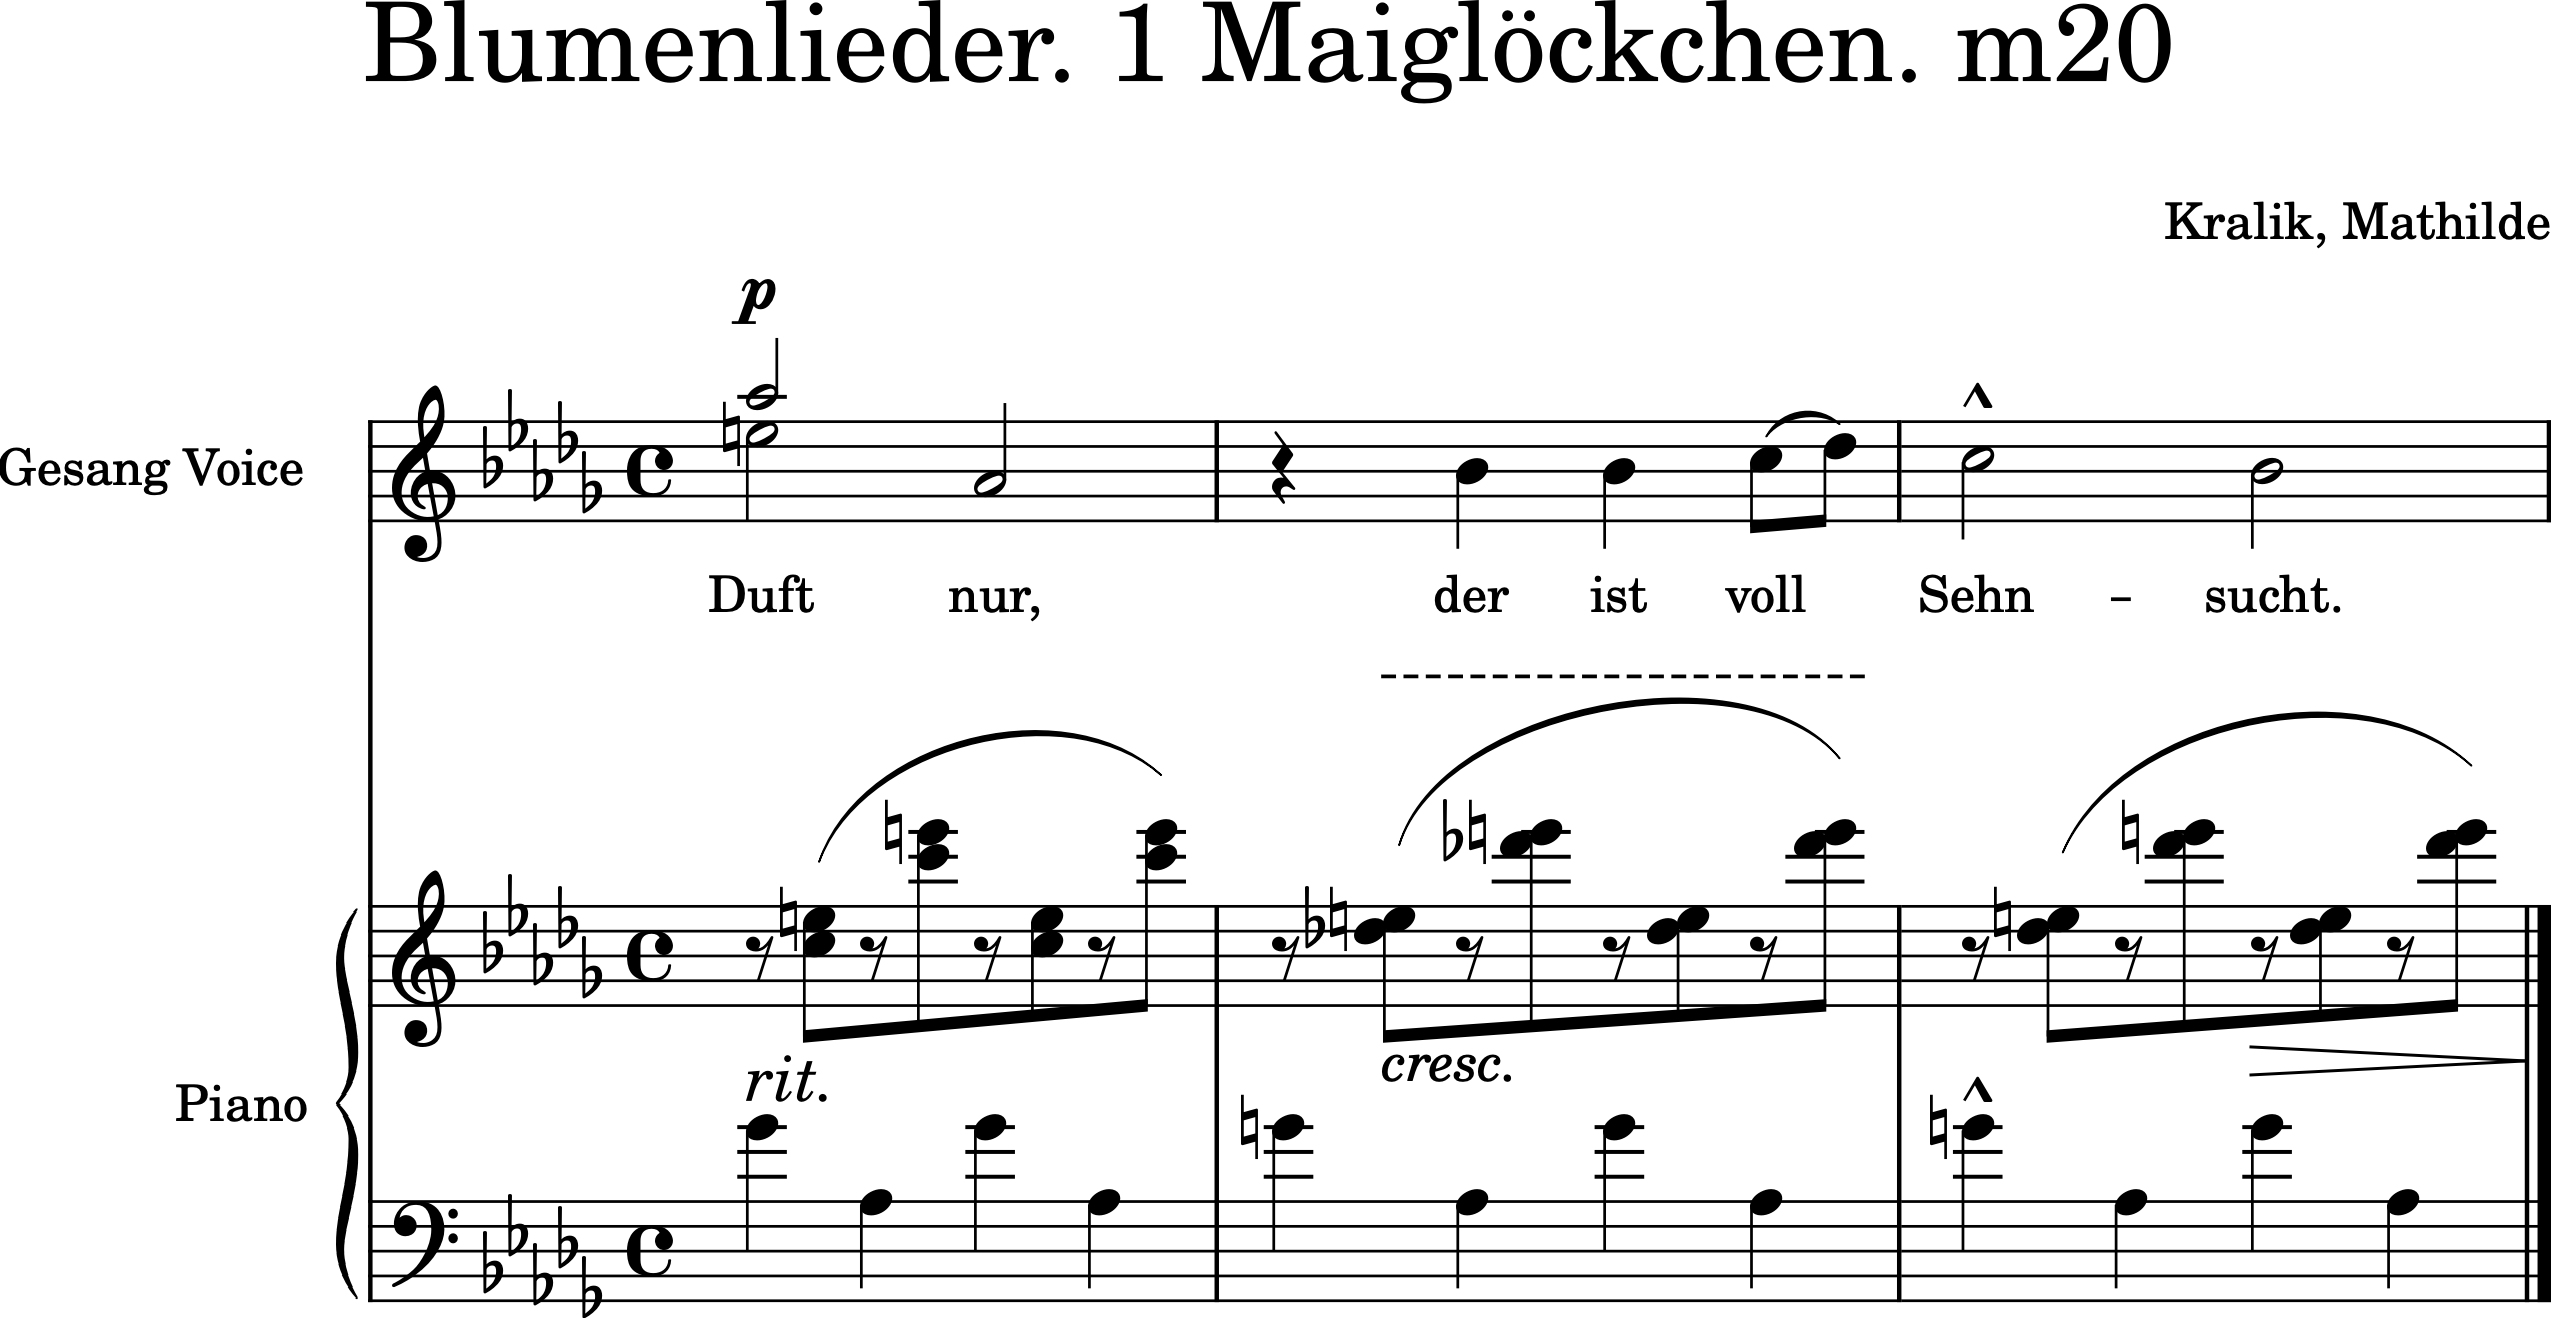 Blumenlieder. 1 Maiglöckchen. m20
Kralik, Mathilde
p
Gesang Voice
Duft nur, der ist voll Sehn - sucht.
rit. cresc.
Piano